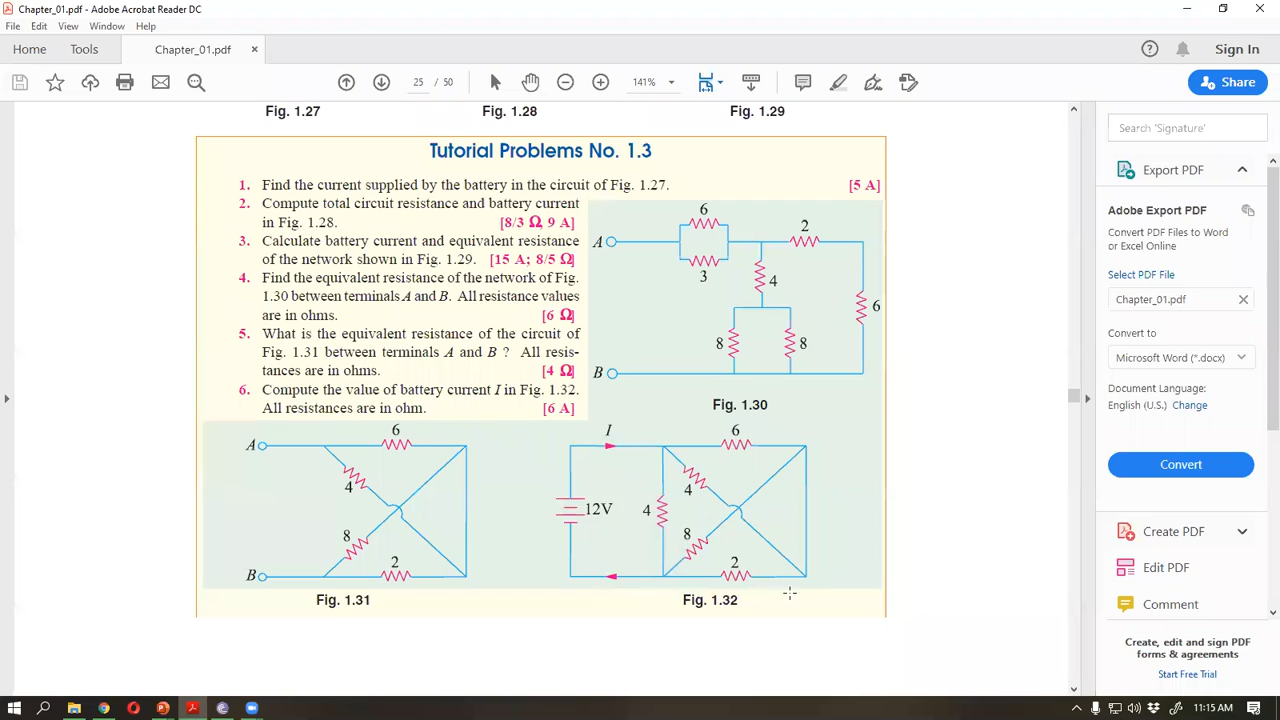 Chapter_01.pdf - Adobe Acrobat Reader DC
File Edit View Window Help
Home Tools Chapter_01.pdf × Sign In
25 / 50 141% Share
Fig. 1.27 Fig. 1.28 Fig. 1.29
Tutorial Problems No. 1.3
1. Find the current supplied by the battery in the circuit of Fig. 1.27. [5 A]
2. Compute total circuit resistance and battery current
in Fig. 1.28. [8/3 Ω, 9 A]
3. Calculate battery current and equivalent resistance
of the network shown in Fig. 1.29. [15 A; 8/5 Ω]
4. Find the equivalent resistance of the network of Fig.
1.30 between terminals A and B. All resistance values
are in ohms. [6 Ω]
5. What is the equivalent resistance of the circuit of
Fig. 1.31 between terminals A and B ? All resis-
tances are in ohms. [4 Ω]
6. Compute the value of battery current I in Fig. 1.32.
All resistances are in ohm. [6 A]
6
2
A
3
4
6
8
8
B
Fig. 1.30
A
6
4
8
2
B
Fig. 1.31
I
6
4
12V
4
8
2
Fig. 1.32
Search 'Signature'
Export PDF
Adobe Export PDF
Convert PDF Files to Word
or Excel Online
Select PDF File
Chapter_01.pdf
Convert to
Microsoft Word (*.docx)
Document Language:
English (U.S.) Change
Convert
Create PDF
Edit PDF
Comment
Create, edit and sign PDF
forms & agreements
Start Free Trial
11:15 AM